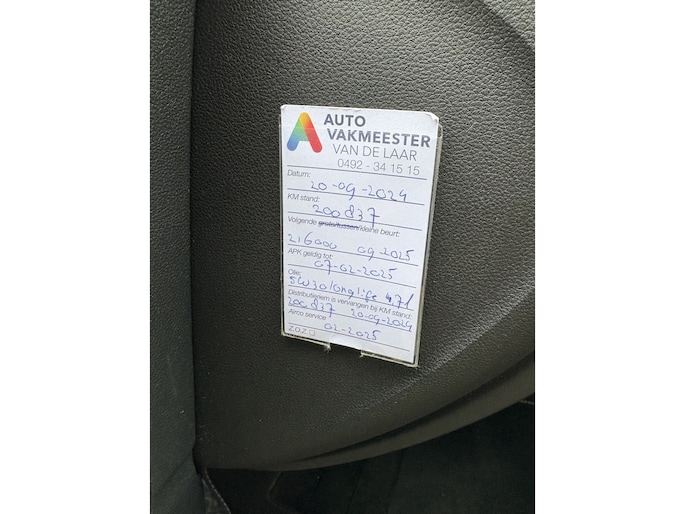 AUTO
VAKMEESTER
VAN DE LAAR
0492 - 34 15 15
Datum:
20-09-2024
KM stand:
200837
Volgende grote/tussen/kleine beurt:
216000 09-2025
APK geldig tot:
07-02-2025
Olie:
5W30 longlife 471
Distributieriem is vervangen bij KM stand:
200837 20-09-2024
Airco service
02-2025
Z.O.Z